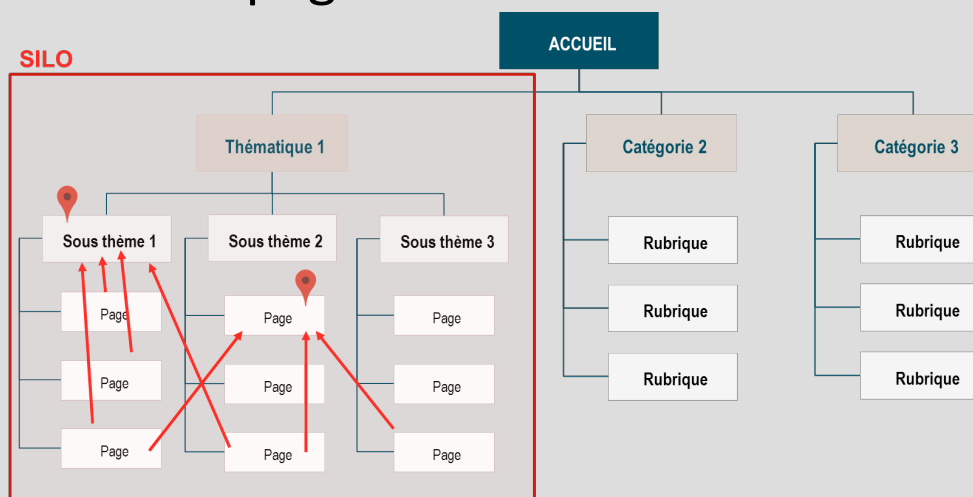 ACCUEIL
SILO
Thématique 1
Catégorie 2
Catégorie 3
Sous thème 1
Sous thème 2
Sous thème 3
Rubrique
Rubrique
Page
Page
Page
Rubrique
Rubrique
Page
Page
Page
Rubrique
Rubrique
Page
Page
Page